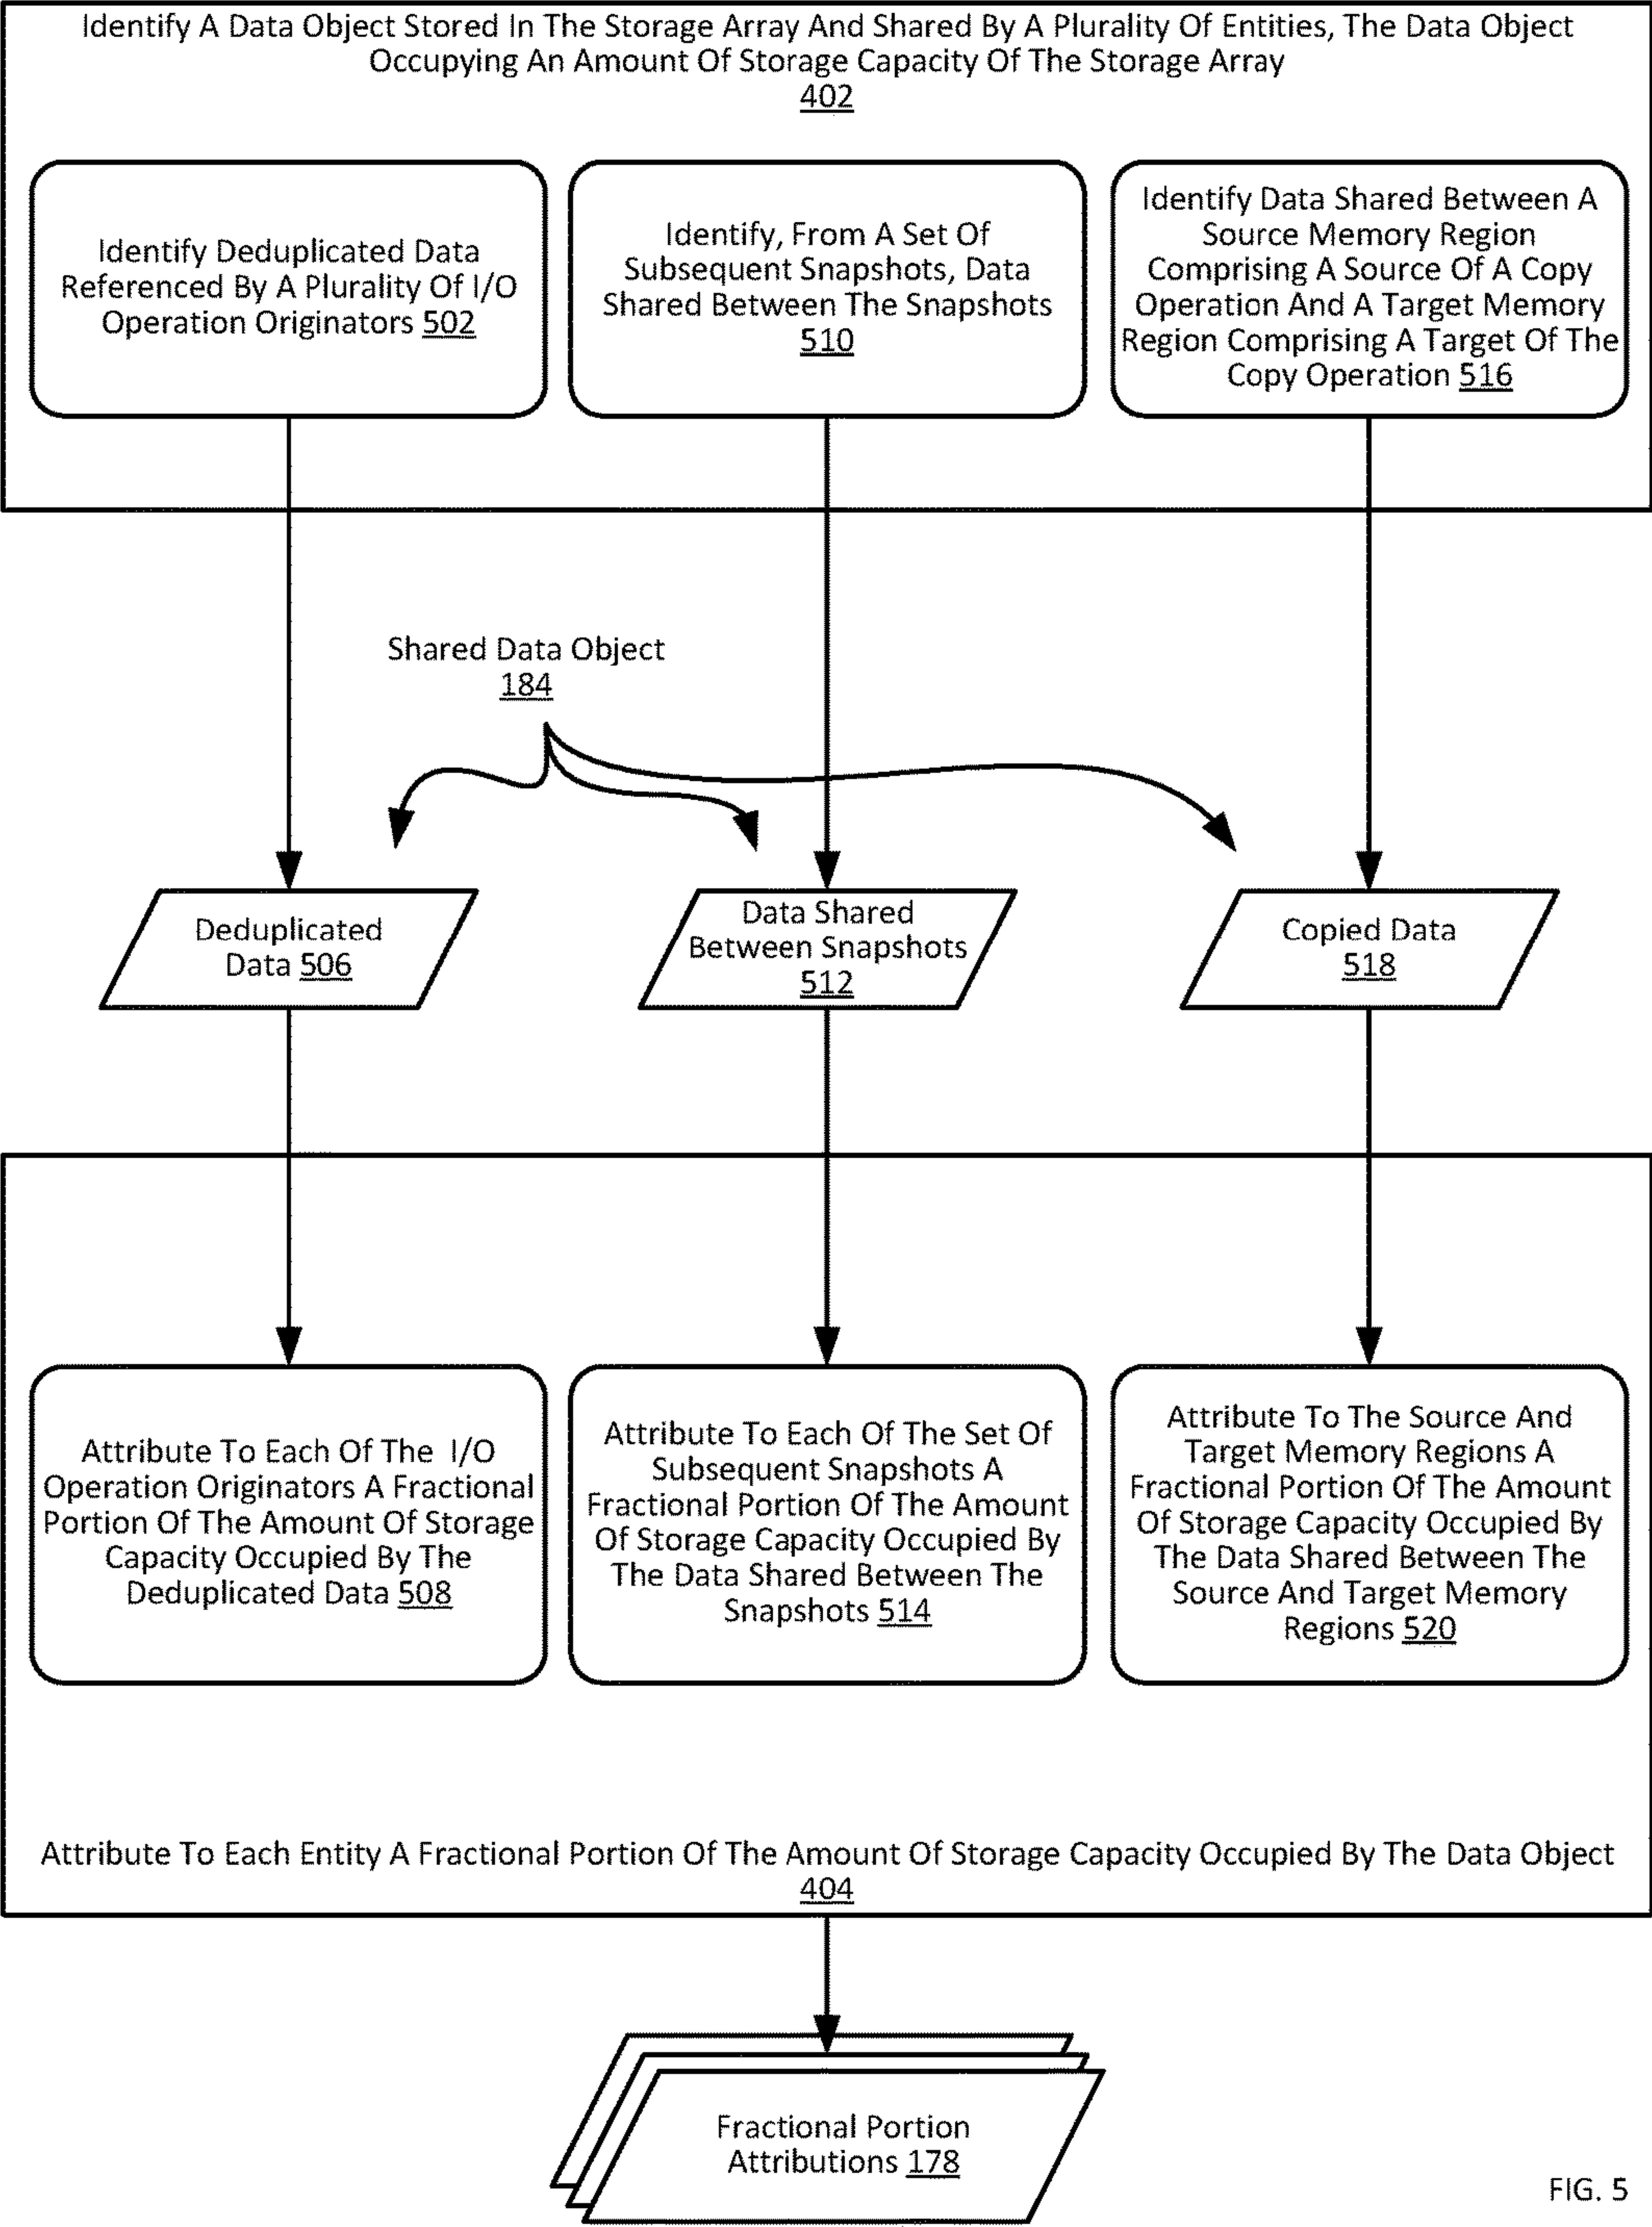 Identify A Data Object Stored In The Storage Array And Shared By A Plurality Of Entities, The Data Object
Occupying An Amount Of Storage Capacity Of The Storage Array
402
Identify Deduplicated Data
Referenced By A Plurality Of I/O
Operation Originators 502
Identify, From A Set Of
Subsequent Snapshots, Data
Shared Between The Snapshots
510
Identify Data Shared Between A
Source Memory Region
Comprising A Source Of A Copy
Operation And A Target Memory
Region Comprising A Target Of The
Copy Operation 516
Shared Data Object
184
Deduplicated
Data 506
Data Shared
Between Snapshots
512
Copied Data
518
Attribute To Each Of The I/O
Operation Originators A Fractional
Portion Of The Amount Of Storage
Capacity Occupied By The
Deduplicated Data 508
Attribute To Each Of The Set Of
Subsequent Snapshots A
Fractional Portion Of The Amount
Of Storage Capacity Occupied By
The Data Shared Between The
Snapshots 514
Attribute To The Source And
Target Memory Regions A
Fractional Portion Of The Amount
Of Storage Capacity Occupied By
The Data Shared Between The
Source And Target Memory
Regions 520
Attribute To Each Entity A Fractional Portion Of The Amount Of Storage Capacity Occupied By The Data Object
404
Fractional Portion
Attributions 178
FIG. 5